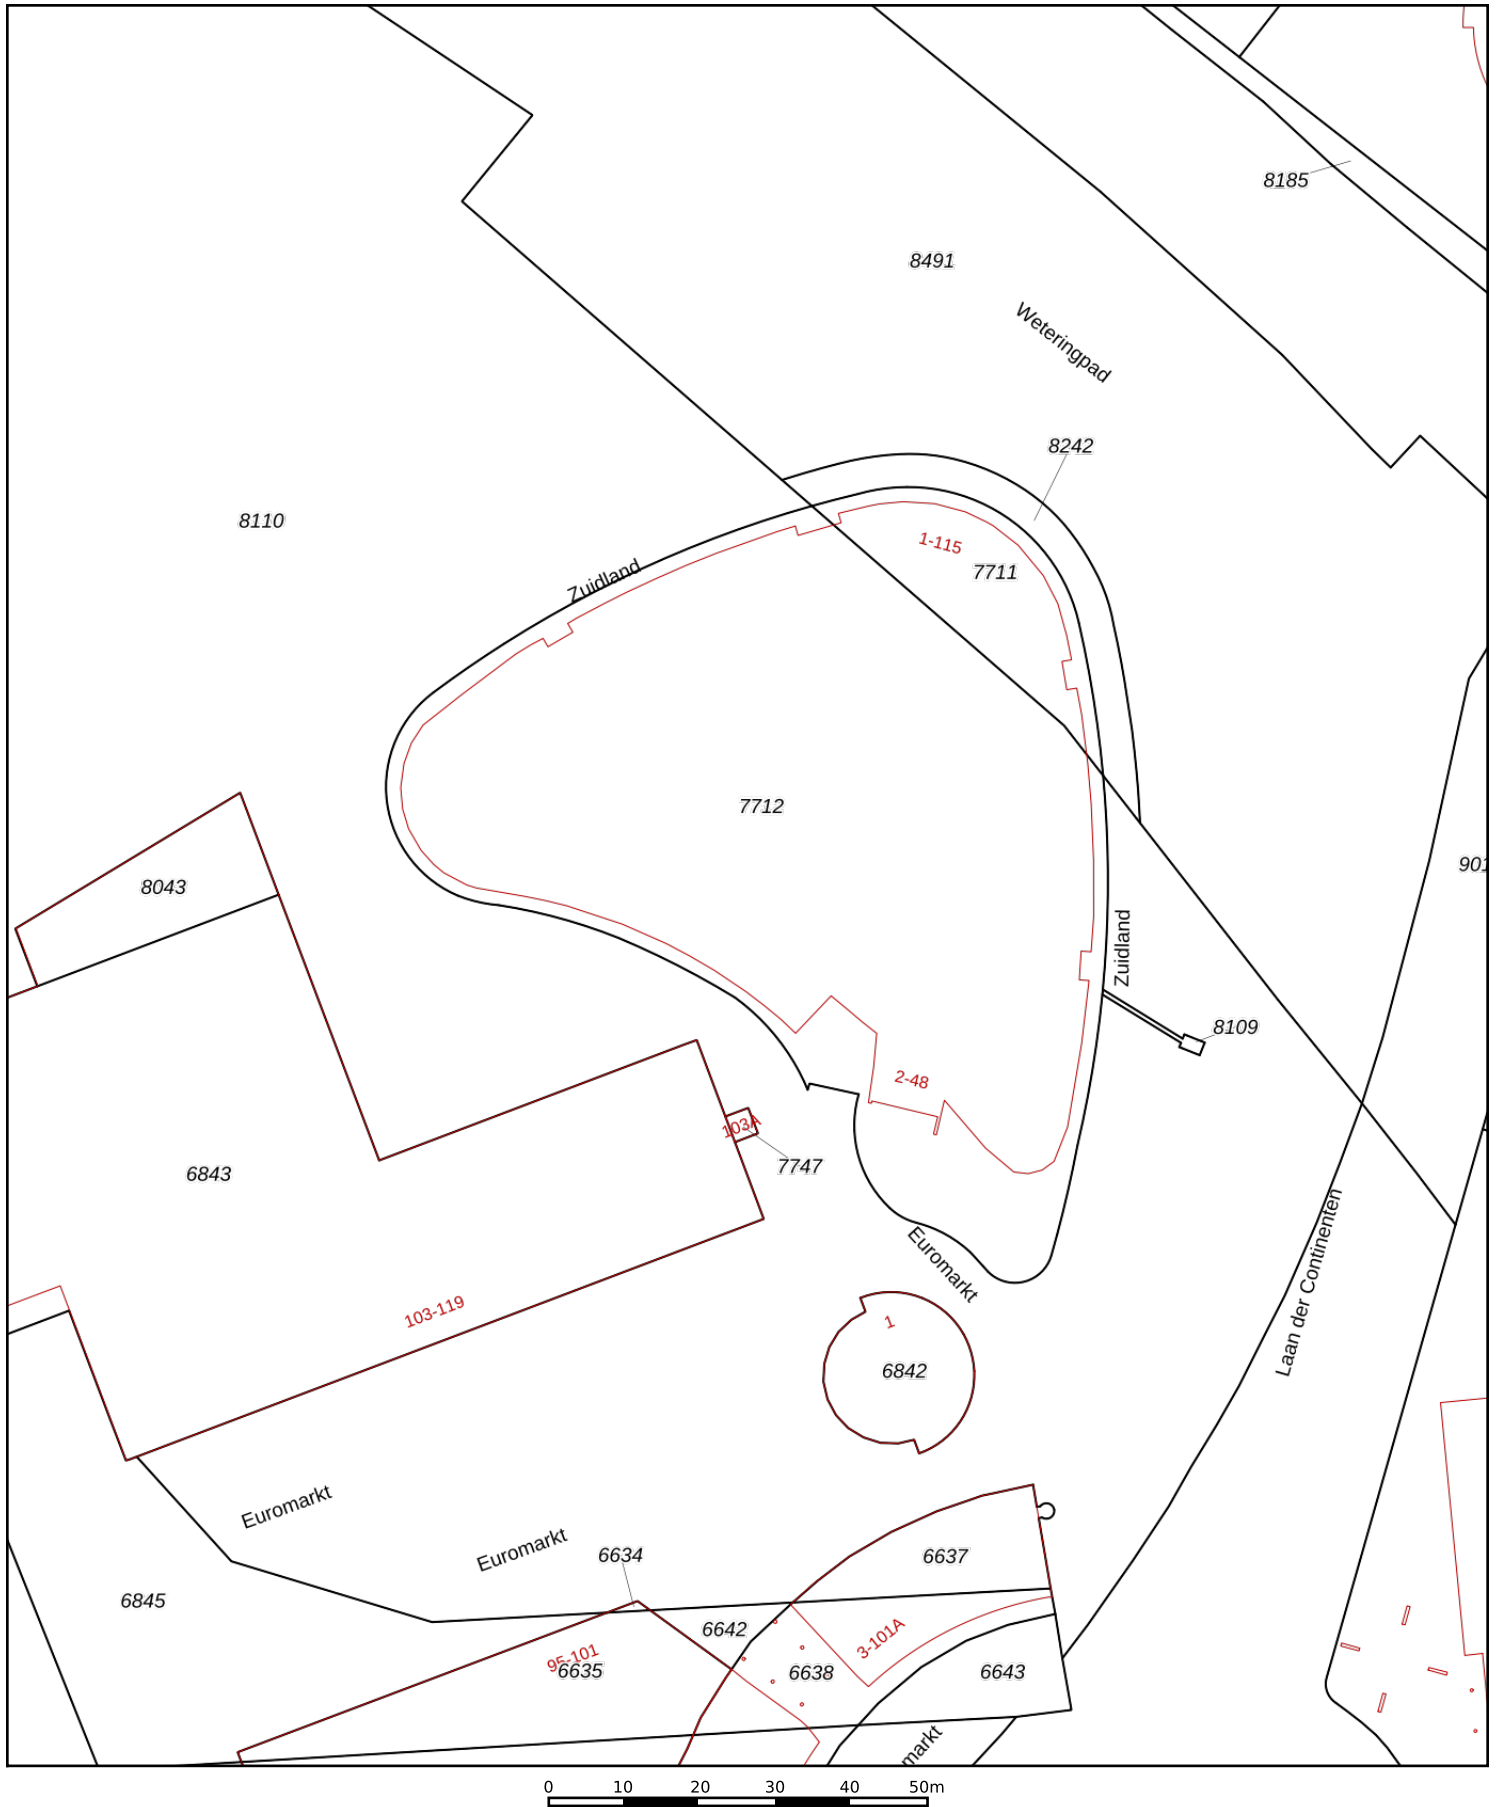 8185
8491
Weteringpad
8242
8110
1-115
7711
Zuidland
7712
8043
901
Zuidland
8109
2-48
103A
7747
6843
Euromarkt
Laan der Continenten
103-119
1
6842
Euromarkt
Euromarkt
6634
6637
6845
6642
3-101A
95-101
6635
6638
6643
markt
0 10 20 30 40 50m